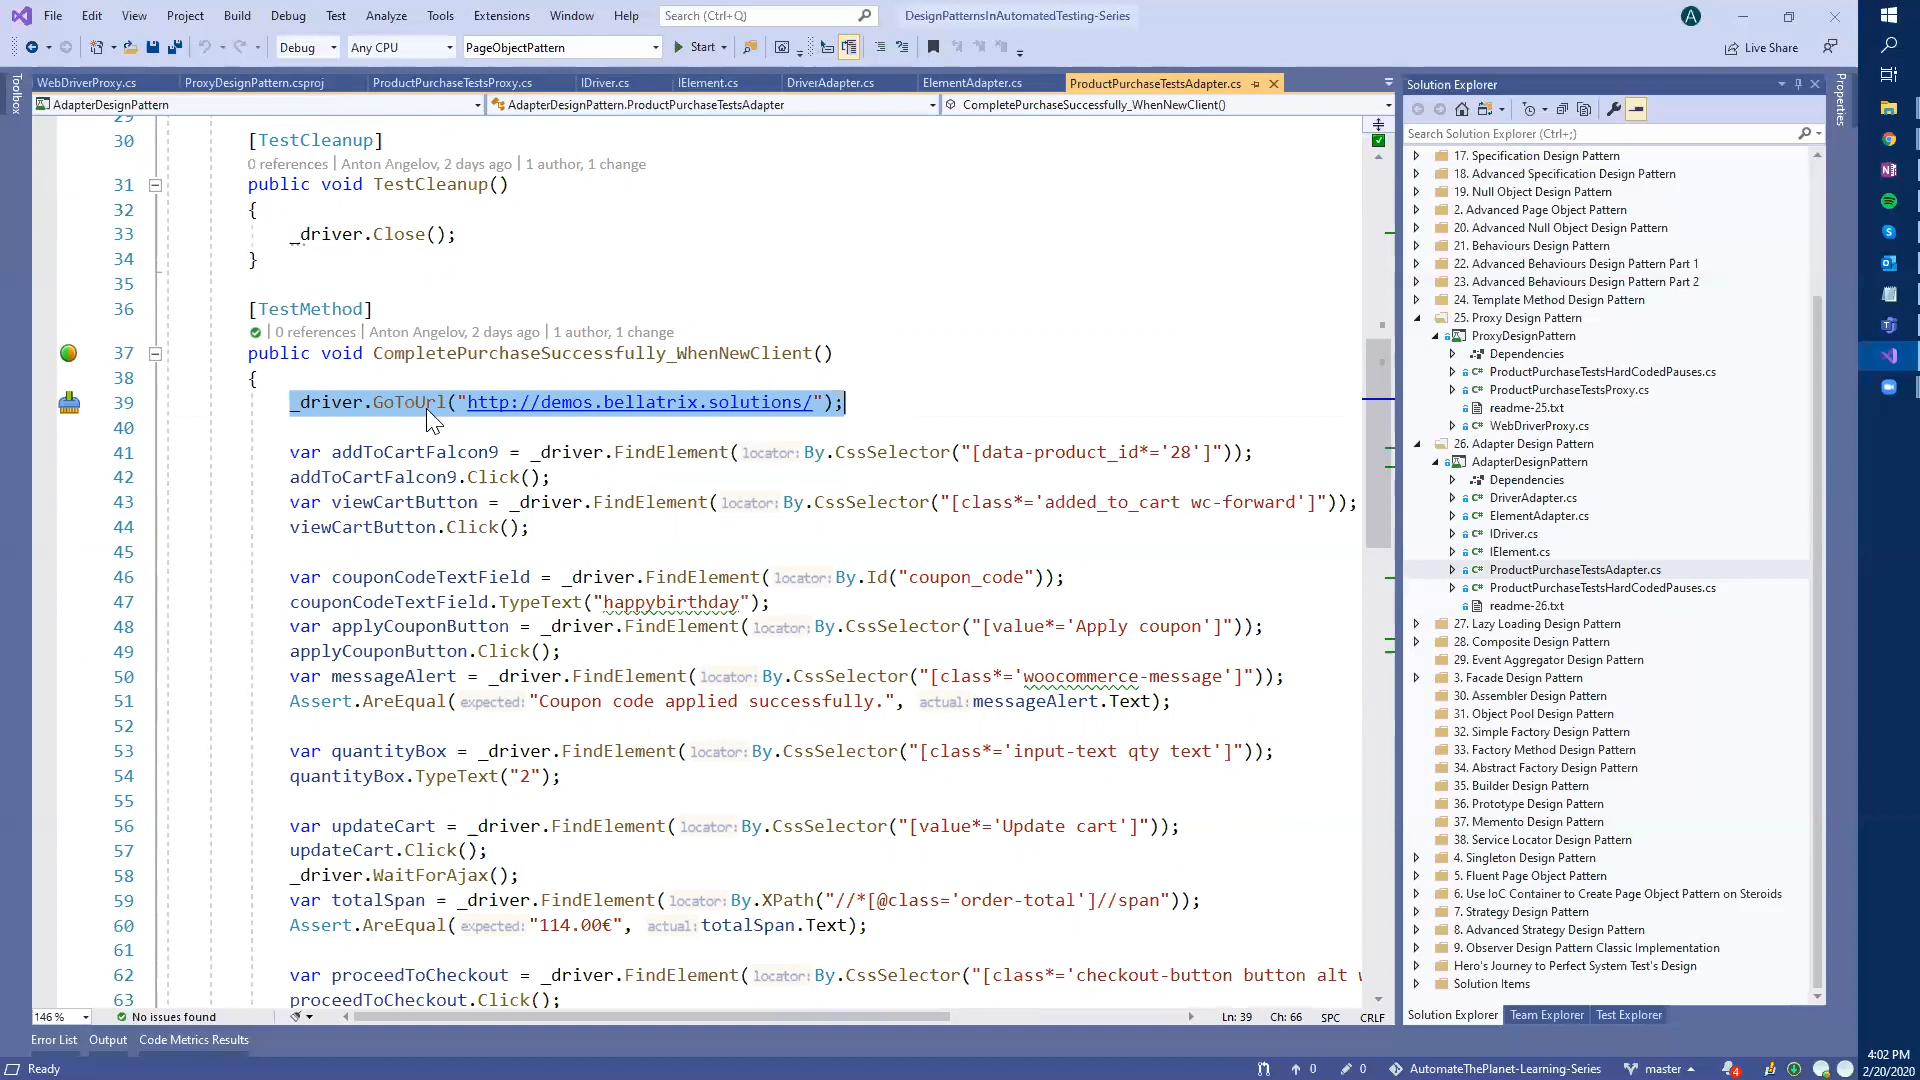 File Edit View Project Build Debug Test Analyze Tools Extensions Window Help Search (Ctrl+Q) DesignPatternsInAutomatedTesting-Series A
Debug Any CPU PageObjectPattern Start Live Share
WebDriverProxy.cs ProxyDesignPattern.csproj ProductPurchaseTestsProxy.cs IDriver.cs IElement.cs DriverAdapter.cs ElementAdapter.cs ProductPurchaseTestsAdapter.cs
AdapterDesignPattern AdapterDesignPattern.ProductPurchaseTestsAdapter CompletePurchaseSuccessfully_WhenNewClient()
Toolbox
29
30 [TestCleanup]
0 references | Anton Angelov, 2 days ago | 1 author, 1 change
31 public void TestCleanup()
32 {
33 _driver.Close();
34 }
35
36 [TestMethod]
| 0 references | Anton Angelov, 2 days ago | 1 author, 1 change
37 public void CompletePurchaseSuccessfully_WhenNewClient()
38 {
39 _driver.GoToUrl("http://demos.bellatrix.solutions/");
40
41 var addToCartFalcon9 = _driver.FindElement(locator:By.CssSelector("[data-product_id*='28']"));
42 addToCartFalcon9.Click();
43 var viewCartButton = _driver.FindElement(locator:By.CssSelector("[class*='added_to_cart wc-forward']"));
44 viewCartButton.Click();
45
46 var couponCodeTextField = _driver.FindElement(locator:By.Id("coupon_code"));
47 couponCodeTextField.TypeText("happybirthday");
48 var applyCouponButton = _driver.FindElement(locator:By.CssSelector("[value*='Apply coupon']"));
49 applyCouponButton.Click();
50 var messageAlert = _driver.FindElement(locator:By.CssSelector("[class*='woocommerce-message']"));
51 Assert.AreEqual(expected:"Coupon code applied successfully.", actual:messageAlert.Text);
52
53 var quantityBox = _driver.FindElement(locator:By.CssSelector("[class*='input-text qty text']"));
54 quantityBox.TypeText("2");
55
56 var updateCart = _driver.FindElement(locator:By.CssSelector("[value*='Update cart']"));
57 updateCart.Click();
58 _driver.WaitForAjax();
59 var totalSpan = _driver.FindElement(locator:By.XPath("//*[@class='order-total']//span"));
60 Assert.AreEqual(expected:"114.00€", actual:totalSpan.Text);
61
62 var proceedToCheckout = _driver.FindElement(locator:By.CssSelector("[class*='checkout-button button alt w
63 proceedToCheckout.Click();
146 % No issues found Ln: 39 Ch: 66 SPC CRLF
Error List Output Code Metrics Results
Ready 0 0 AutomateThePlanet-Learning-Series master 4
Solution Explorer
Search Solution Explorer (Ctrl+;)
17. Specification Design Pattern
18. Advanced Specification Design Pattern
19. Null Object Design Pattern
2. Advanced Page Object Pattern
20. Advanced Null Object Design Pattern
21. Behaviours Design Pattern
22. Advanced Behaviours Design Pattern Part 1
23. Advanced Behaviours Design Pattern Part 2
24. Template Method Design Pattern
25. Proxy Design Pattern
ProxyDesignPattern
Dependencies
ProductPurchaseTestsHardCodedPauses.cs
ProductPurchaseTestsProxy.cs
readme-25.txt
WebDriverProxy.cs
26. Adapter Design Pattern
AdapterDesignPattern
Dependencies
DriverAdapter.cs
ElementAdapter.cs
IDriver.cs
IElement.cs
ProductPurchaseTestsAdapter.cs
ProductPurchaseTestsHardCodedPauses.cs
readme-26.txt
27. Lazy Loading Design Pattern
28. Composite Design Pattern
29. Event Aggregator Design Pattern
3. Facade Design Pattern
30. Assembler Design Pattern
31. Object Pool Design Pattern
32. Simple Factory Design Pattern
33. Factory Method Design Pattern
34. Abstract Factory Design Pattern
35. Builder Design Pattern
36. Prototype Design Pattern
37. Memento Design Pattern
38. Service Locator Design Pattern
4. Singleton Design Pattern
5. Fluent Page Object Pattern
6. Use IoC Container to Create Page Object Pattern on Steroids
7. Strategy Design Pattern
8. Advanced Strategy Design Pattern
9. Observer Design Pattern Classic Implementation
Hero's Journey to Perfect System Test's Design
Solution Items
Solution Explorer Team Explorer Test Explorer
Properties
4:02 PM
2/20/2020